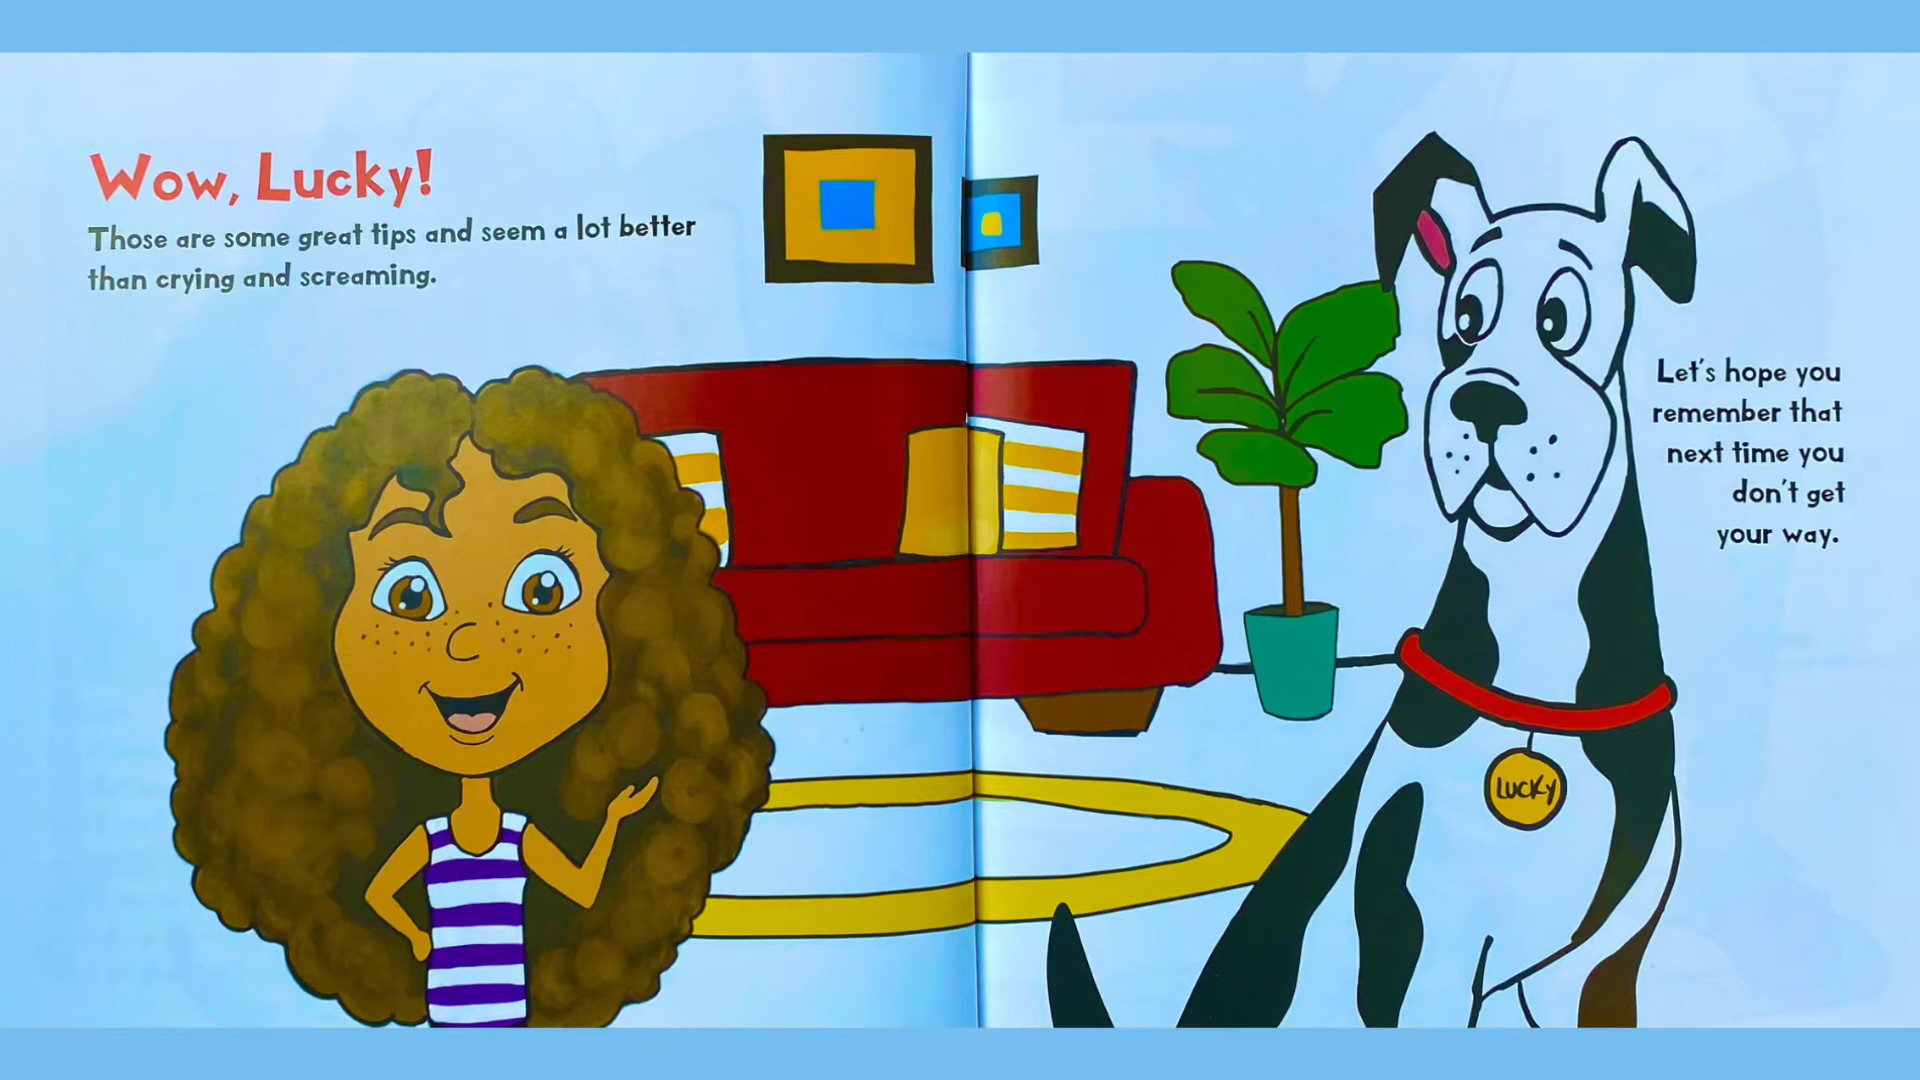 Wow, Lucky!
Those are some great tips and seem a lot better
than crying and screaming.
Let's hope you
remember that
next time you
don't get
your way.
LUCKY